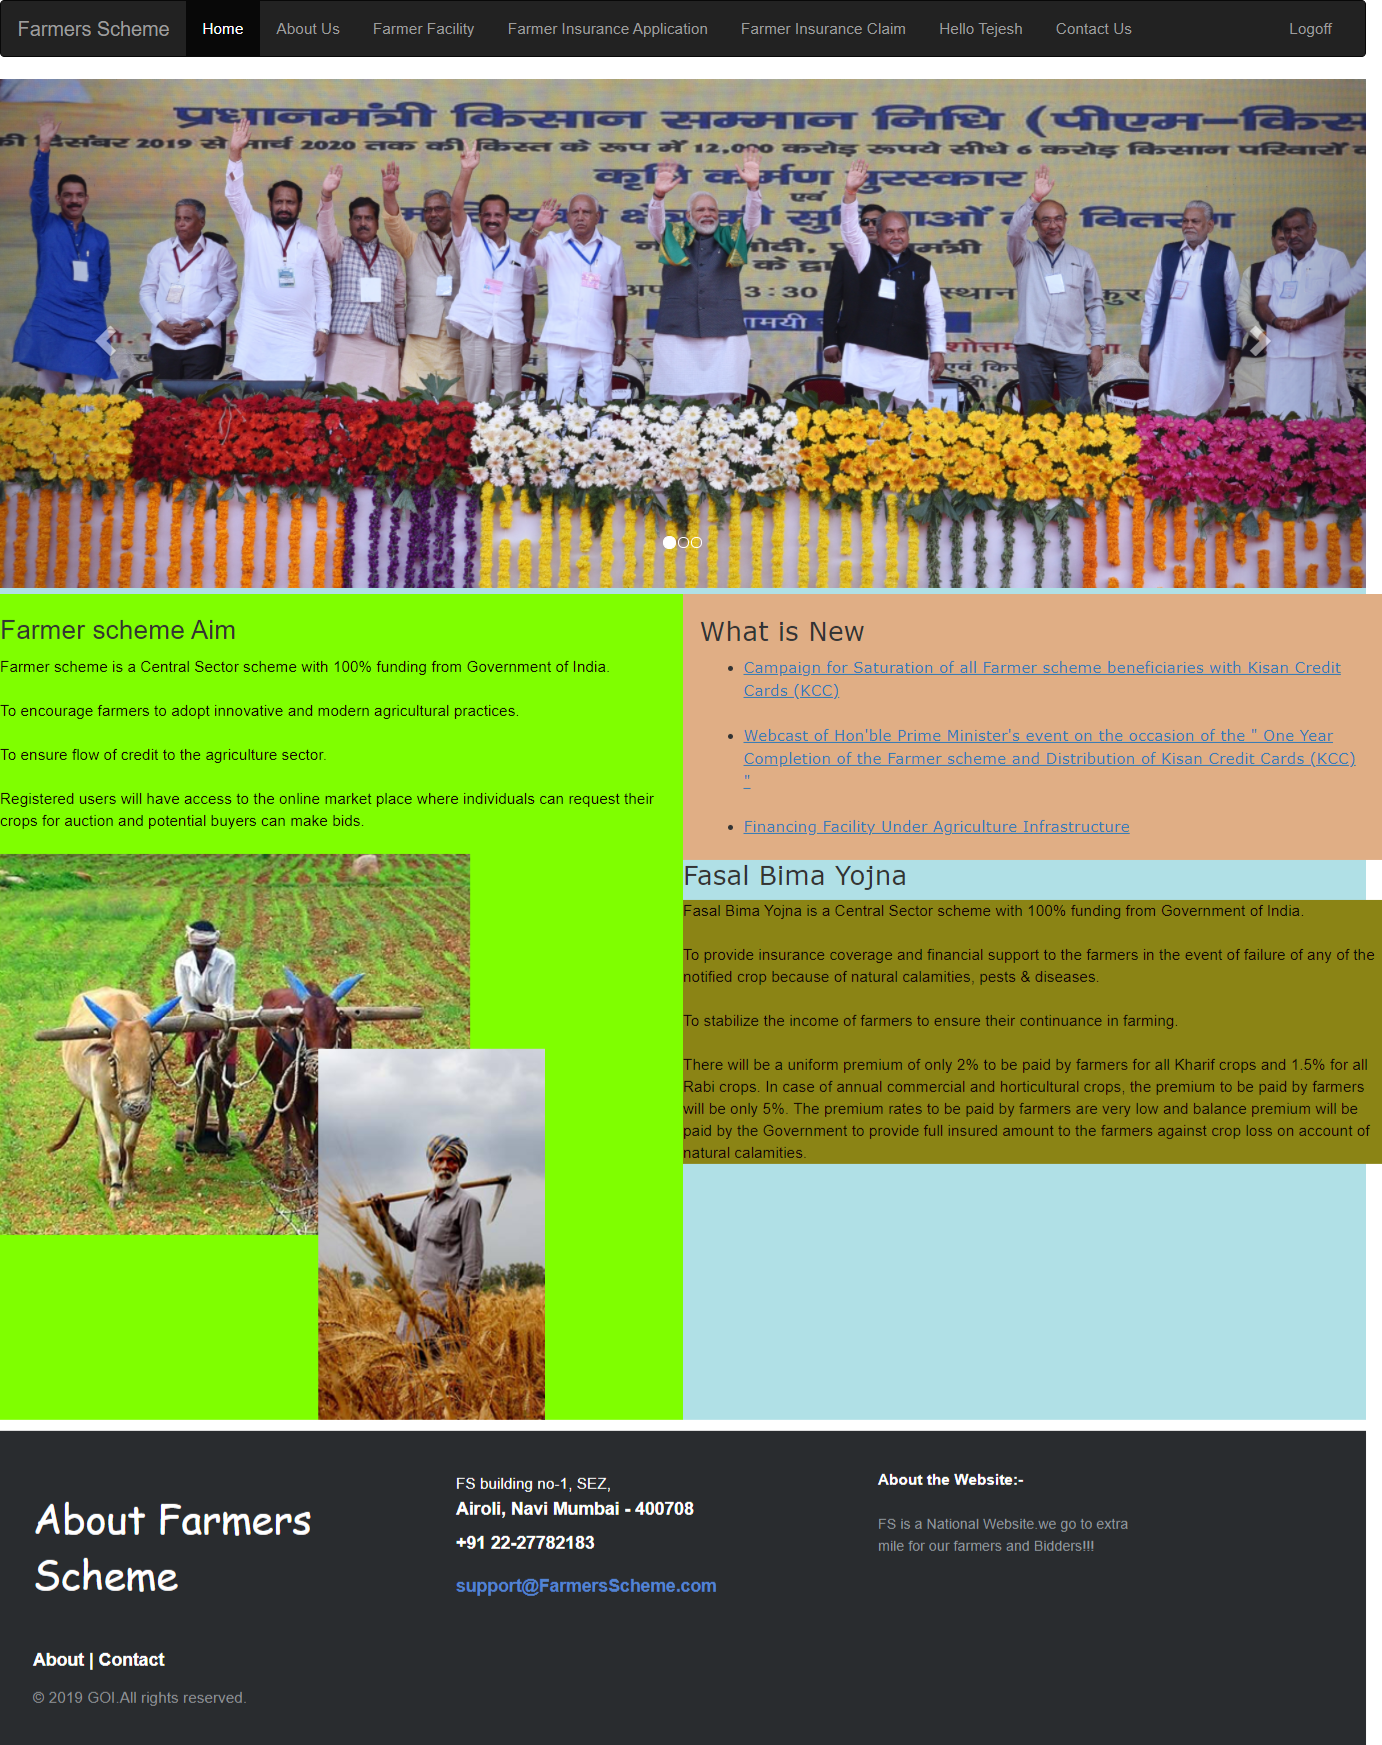 Farmers Scheme Home About Us Farmer Facility Farmer Insurance Application Farmer Insurance Claim Hello Tejesh Contact Us Logoff
प्रधानमंत्री किसान सम्मान निधि (पीएम-किस
दिसंबर 2019 से मार्च 2020 तक की किस्त के रूप में 12,000 करोड़ रूपये सीधे 6 करोड़ किसान परिवारों
कृषि कर्मण पुरस्कार
एवं
3:30 स्थान
Farmer scheme Aim
Farmer scheme is a Central Sector scheme with 100% funding from Government of India.
To encourage farmers to adopt innovative and modern agricultural practices.
To ensure flow of credit to the agriculture sector.
Registered users will have access to the online market place where individuals can request their
crops for auction and potential buyers can make bids.
What is New
Campaign for Saturation of all Farmer scheme beneficiaries with Kisan Credit
Cards (KCC)
Webcast of Hon'ble Prime Minister's event on the occasion of the " One Year
Completion of the Farmer scheme and Distribution of Kisan Credit Cards (KCC)
"
Financing Facility Under Agriculture Infrastructure
Fasal Bima Yojna
Fasal Bima Yojna is a Central Sector scheme with 100% funding from Government of India.
To provide insurance coverage and financial support to the farmers in the event of failure of any of the
notified crop because of natural calamities, pests & diseases.
To stabilize the income of farmers to ensure their continuance in farming.
There will be a uniform premium of only 2% to be paid by farmers for all Kharif crops and 1.5% for all
Rabi crops. In case of annual commercial and horticultural crops, the premium to be paid by farmers
will be only 5%. The premium rates to be paid by farmers are very low and balance premium will be
paid by the Government to provide full insured amount to the farmers against crop loss on account of
natural calamities.
About Farmers
Scheme
About | Contact
© 2019 GOI.All rights reserved.
FS building no-1, SEZ,
Airoli, Navi Mumbai - 400708
+91 22-27782183
support@FarmersScheme.com
About the Website:-
FS is a National Website.we go to extra
mile for our farmers and Bidders!!!